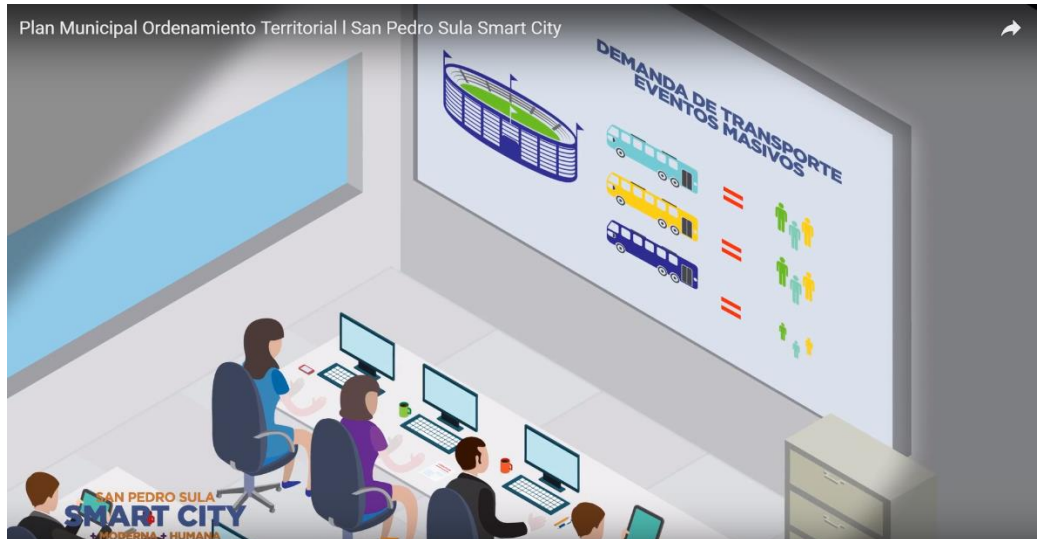 Plan Municipal Ordenamiento Territorial l San Pedro Sula Smart City
DEMANDA DE TRANSPORTE
EVENTOS MASIVOS
SAN PEDRO SULA
SMART CITY
+ MODERNA + HUMANA